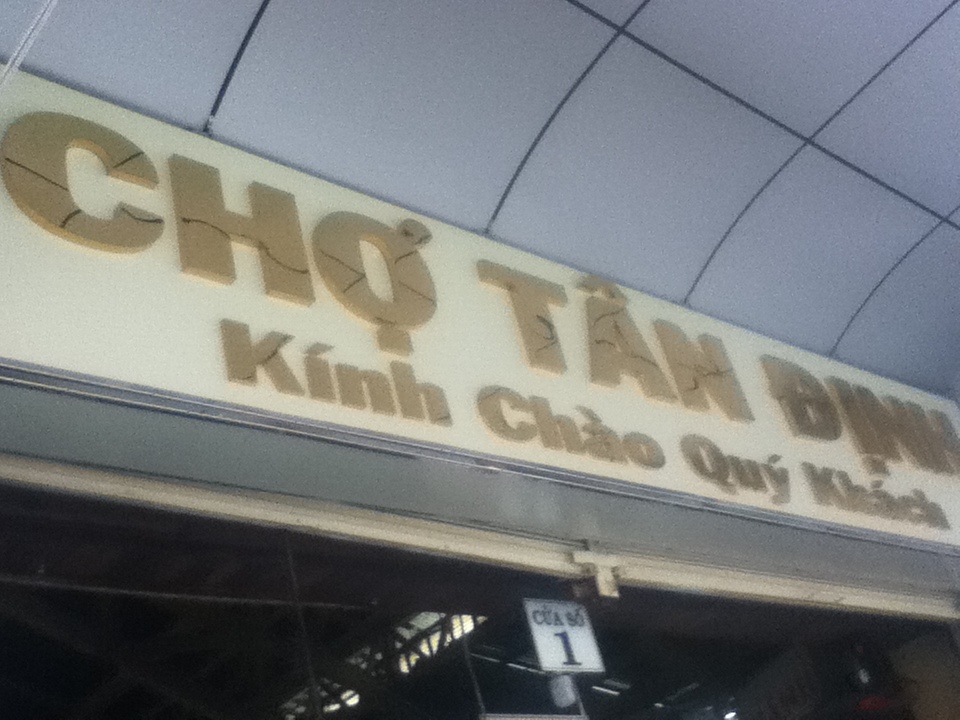 CHỢ TÂN ĐỊNH
Kính Chào Quý Khách
CỬA SỐ
1